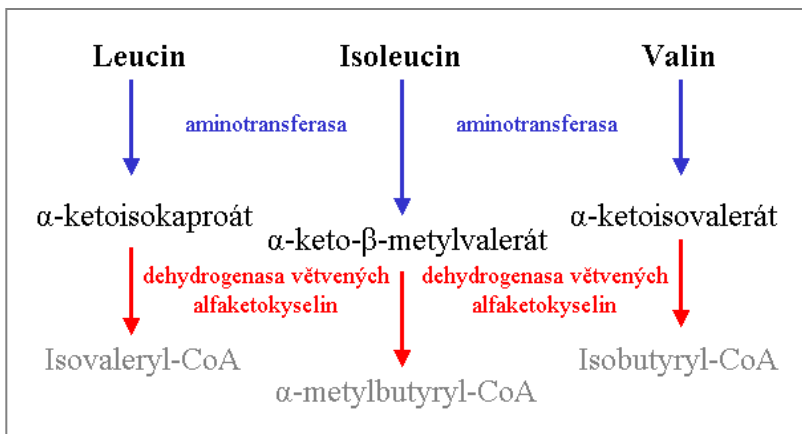 Leucin Isoleucin Valin
aminotransferasa aminotransferasa
α-ketoisokaproát α-keto-β-metylvalerát α-ketoisovalerát
dehydrogenasa větvených dehydrogenasa větvených
alfaketokyselin alfaketokyselin
Isovaleryl-CoA α-metylbutyryl-CoA Isobutyryl-CoA